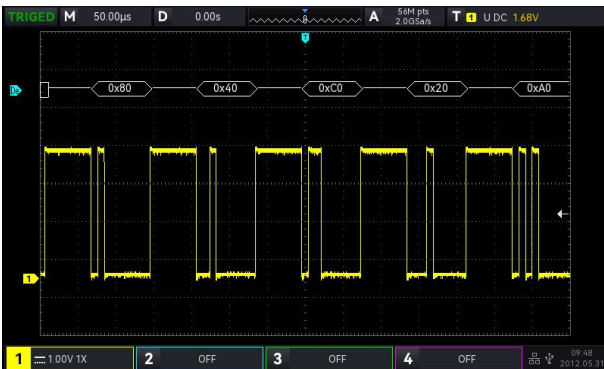 TRIGED M 50.00μs D 0.00s A 56M pts 2.0GSa/s T 1 U DC 1.68V
T
0x80 0x40 0xC0 0x20 0xA0
1
1 1.00V 1X 2 OFF 3 OFF 4 OFF 09:48
2012.05.31